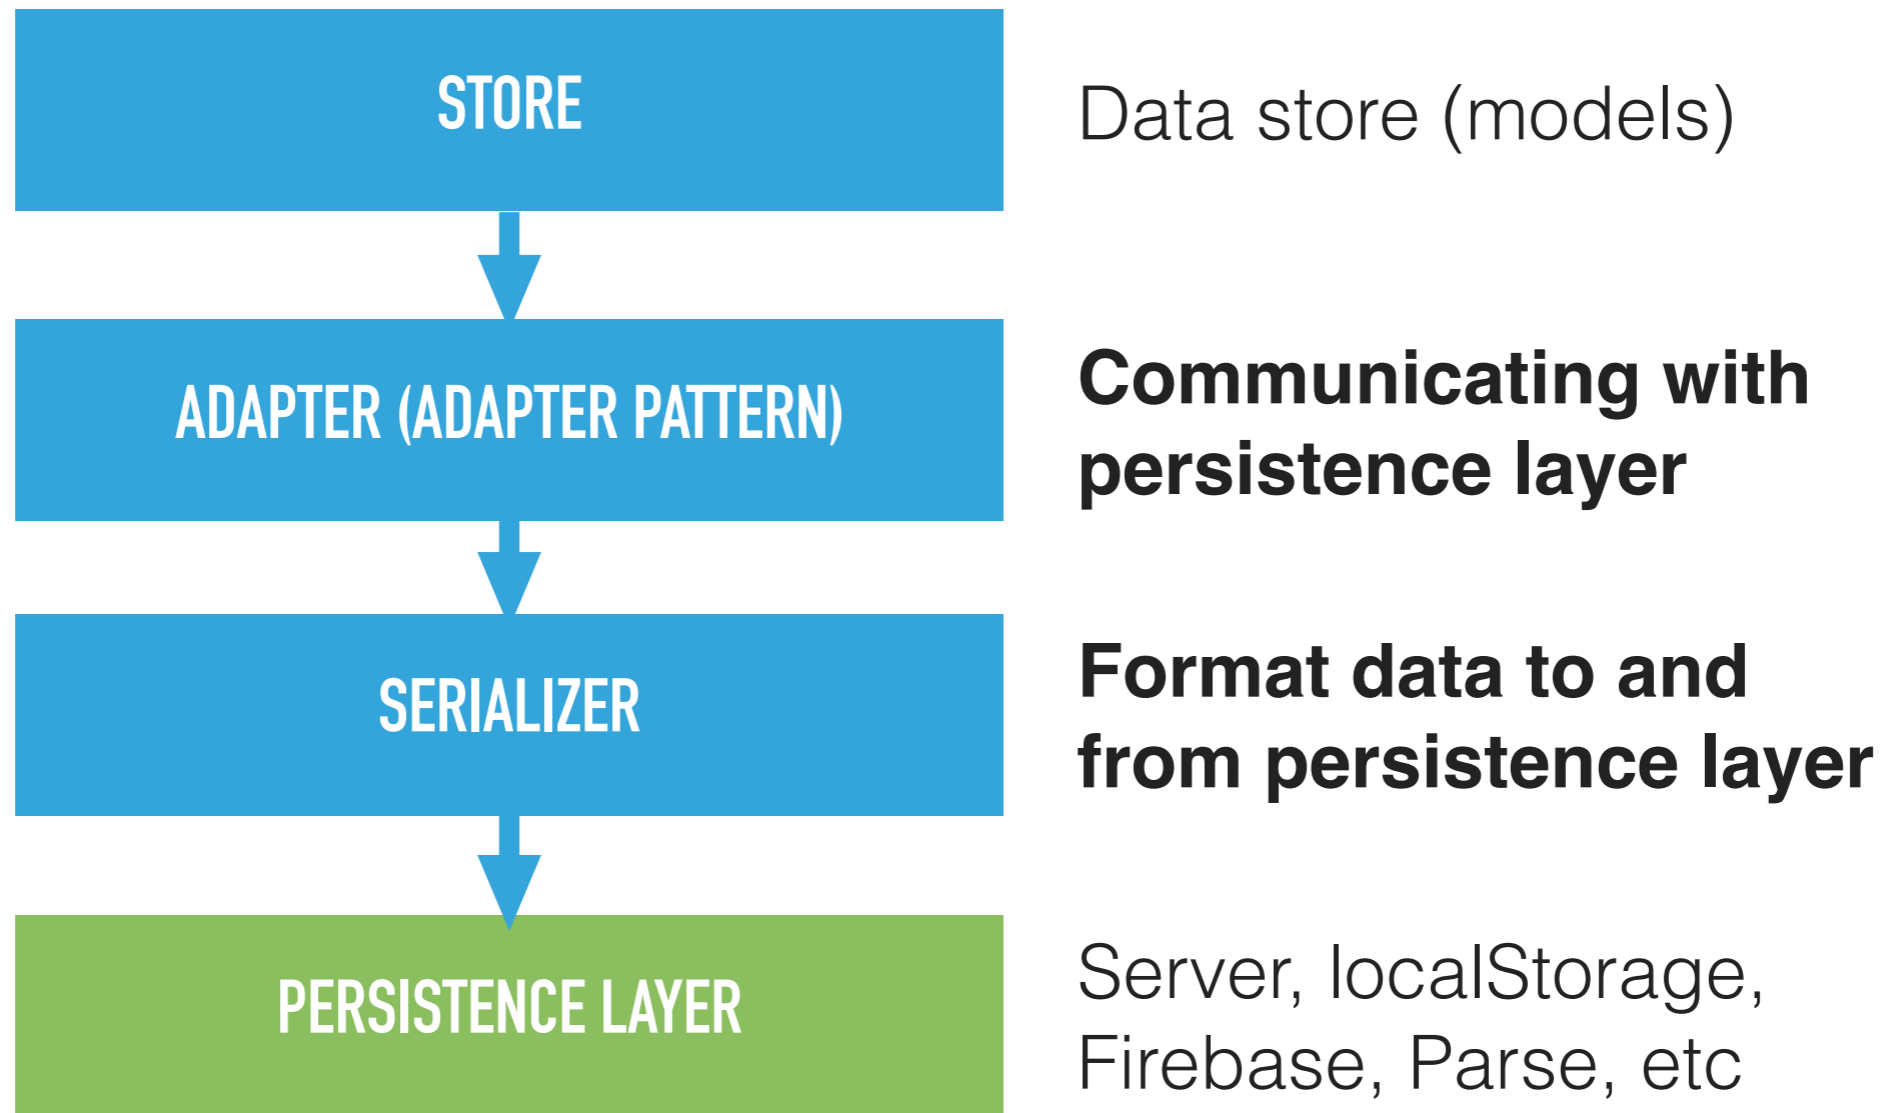 STORE
Data store (models)
ADAPTER (ADAPTER PATTERN)
Communicating with
persistence layer
SERIALIZER
Format data to and
from persistence layer
PERSISTENCE LAYER
Server, localStorage,
Firebase, Parse, etc